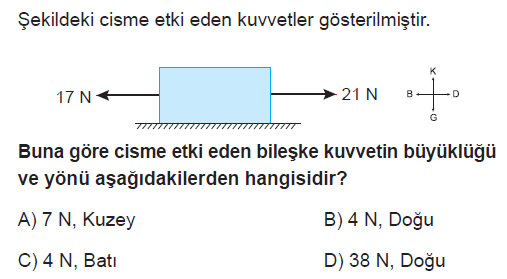 Şekildeki cisme etki eden kuvvetler gösterilmiştir.
K
17 N 21 N B D
G
Buna göre cisme etki eden bileşke kuvvetin büyüklüğü
ve yönü aşağıdakilerden hangisidir?
A) 7 N, Kuzey B) 4 N, Doğu
C) 4 N, Batı D) 38 N, Doğu